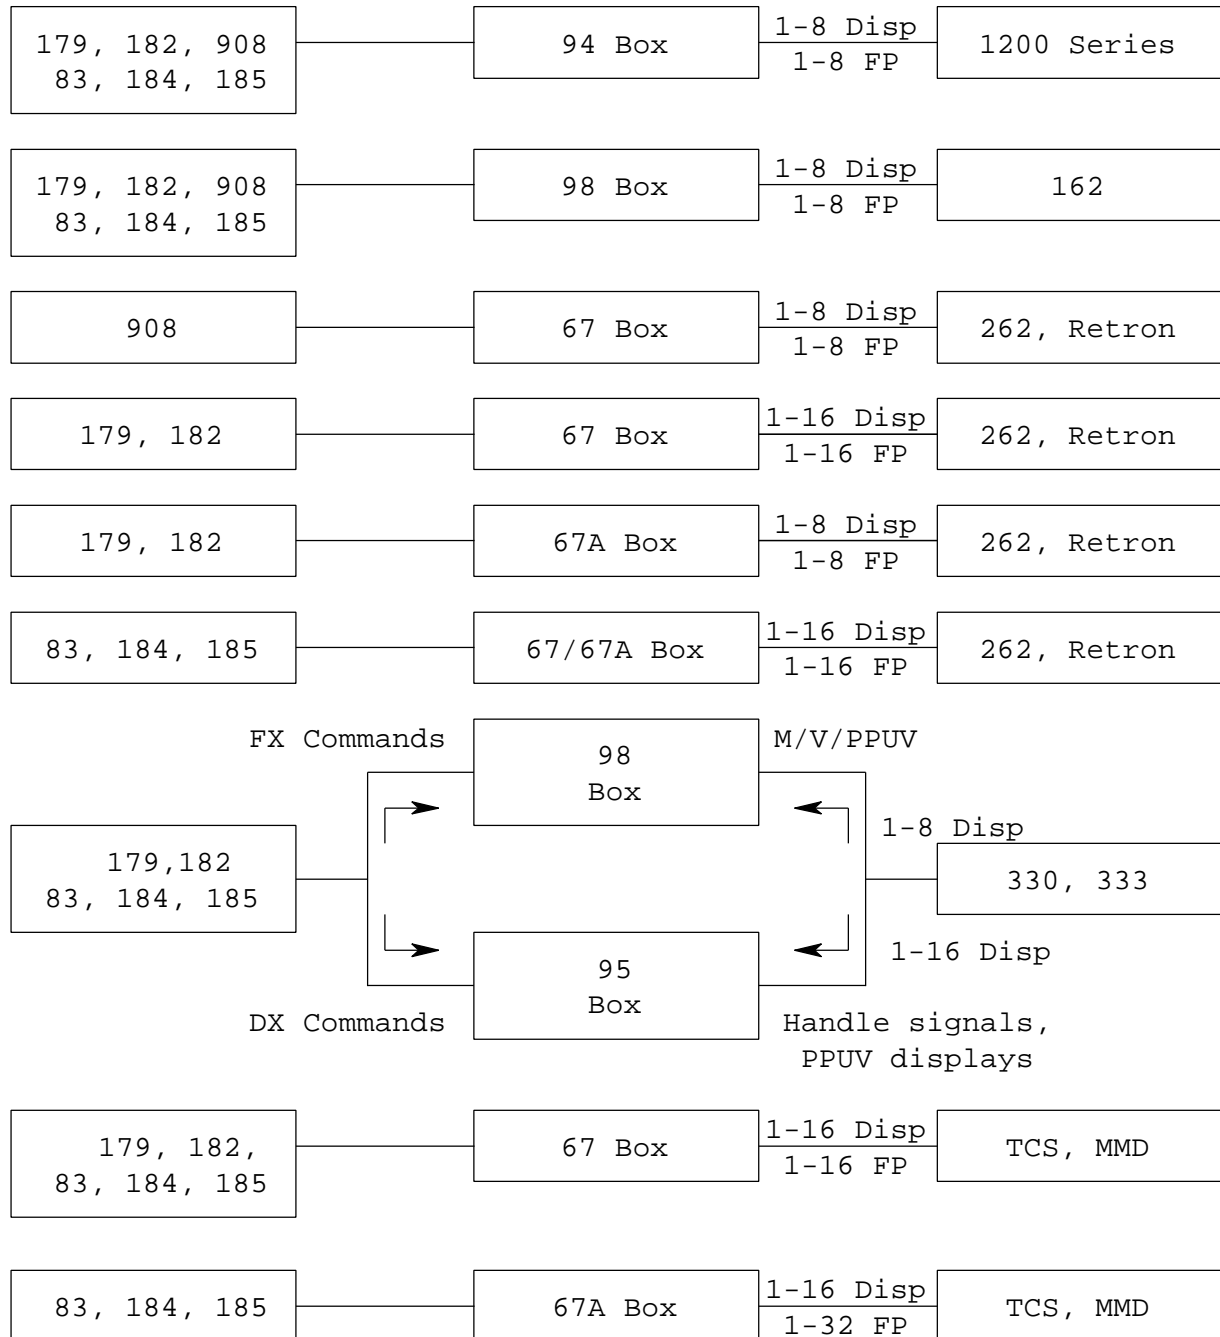 179, 182, 908
83, 184, 185
94 Box
1-8 Disp
1-8 FP
1200 Series
179, 182, 908
83, 184, 185
98 Box
1-8 Disp
1-8 FP
162
908
67 Box
1-8 Disp
1-8 FP
262, Retron
179, 182
67 Box
1-16 Disp
1-16 FP
262, Retron
179, 182
67A Box
1-8 Disp
1-8 FP
262, Retron
83, 184, 185
67/67A Box
1-16 Disp
1-16 FP
262, Retron
FX Commands
98
Box
M/V/PPUV
179,182
83, 184, 185
1-8 Disp
330, 333
1-16 Disp
95
Box
DX Commands
Handle signals,
PPUV displays
179, 182,
83, 184, 185
67 Box
1-16 Disp
1-16 FP
TCS, MMD
83, 184, 185
67A Box
1-16 Disp
1-32 FP
TCS, MMD